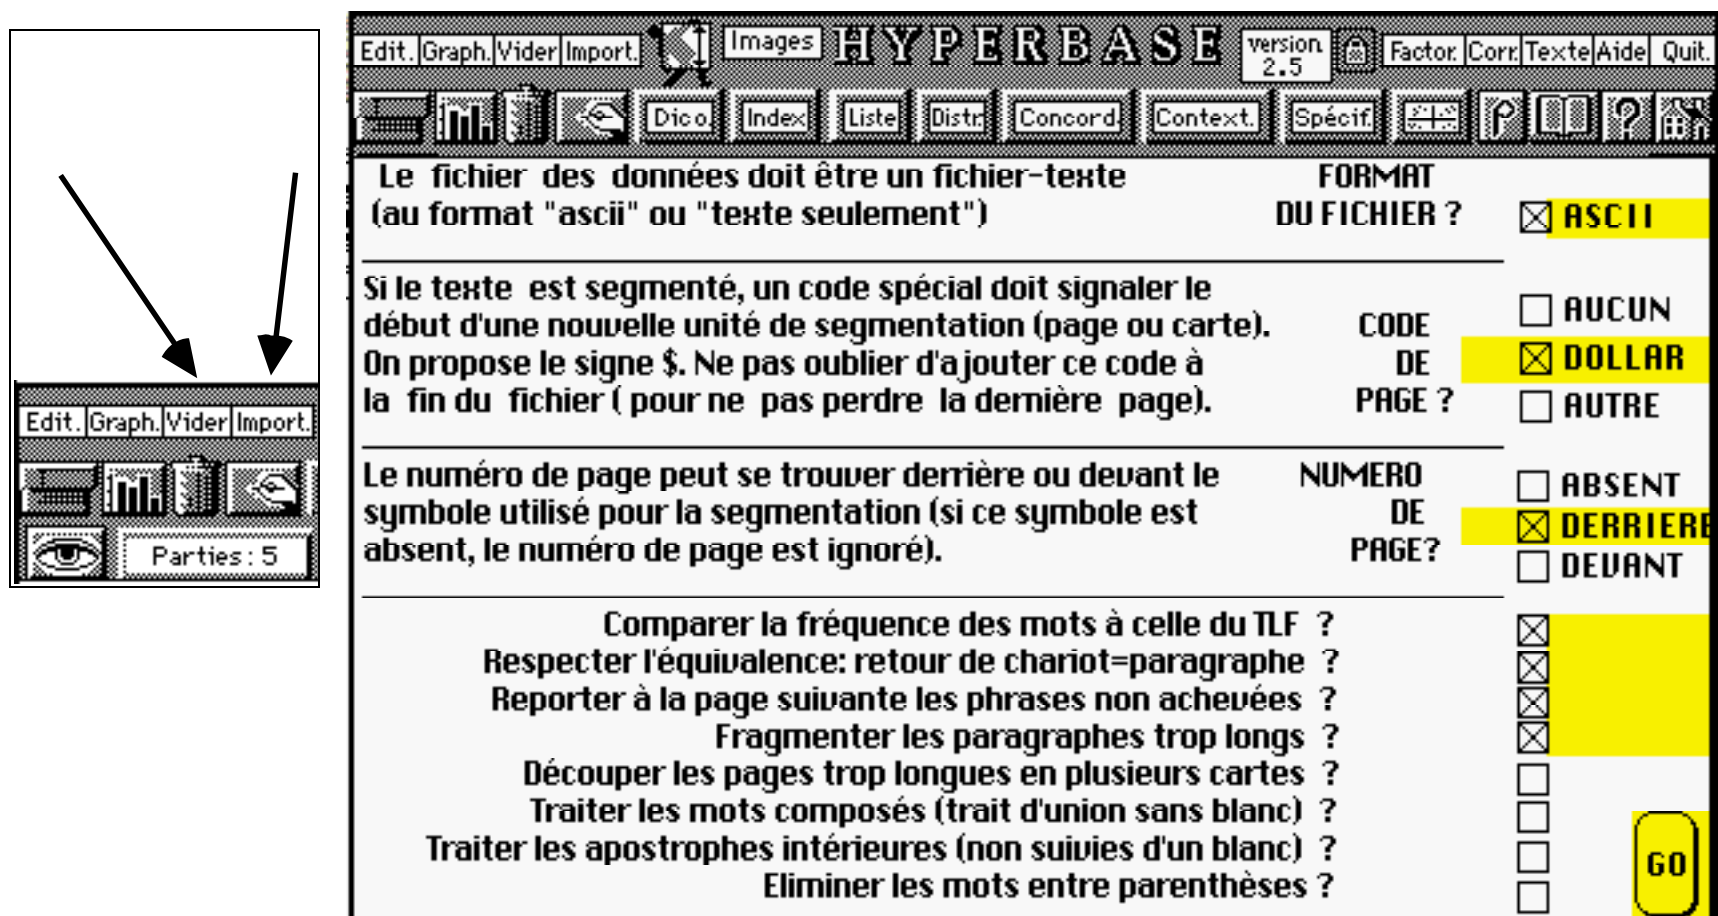 Edit. Graph. Vider Import.
Parties : 5
Edit. Graph. Vider Import. Images HYPERBASE version 2.5 Factor. Corr. Texte Aide Quit.
Dico. Index Liste Distr. Concord. Context. Spécif. P ?
Le fichier des données doit être un fichier-texte FORMAT
(au format "ascii" ou "texte seulement") DU FICHIER ? ASCII
Si le texte est segmenté, un code spécial doit signaler le AUCUN
début d'une nouvelle unité de segmentation (page ou carte). CODE
On propose le signe $. Ne pas oublier d'ajouter ce code à DE DOLLAR
la fin du fichier ( pour ne pas perdre la dernière page). PAGE ? AUTRE
Le numéro de page peut se trouver derrière ou devant le NUMERO ABSENT
symbole utilisé pour la segmentation (si ce symbole est DE DERRIERE
absent, le numéro de page est ignoré). PAGE? DEVANT
Comparer la fréquence des mots à celle du TLF ?
Respecter l'équivalence: retour de chariot=paragraphe ?
Reporter à la page suivante les phrases non achevées ?
Fragmenter les paragraphes trop longs ?
Découper les pages trop longues en plusieurs cartes ?
Traiter les mots composés (trait d'union sans blanc) ?
Traiter les apostrophes intérieures (non suivies d'un blanc) ?
Eliminer les mots entre parenthèses ?
GO